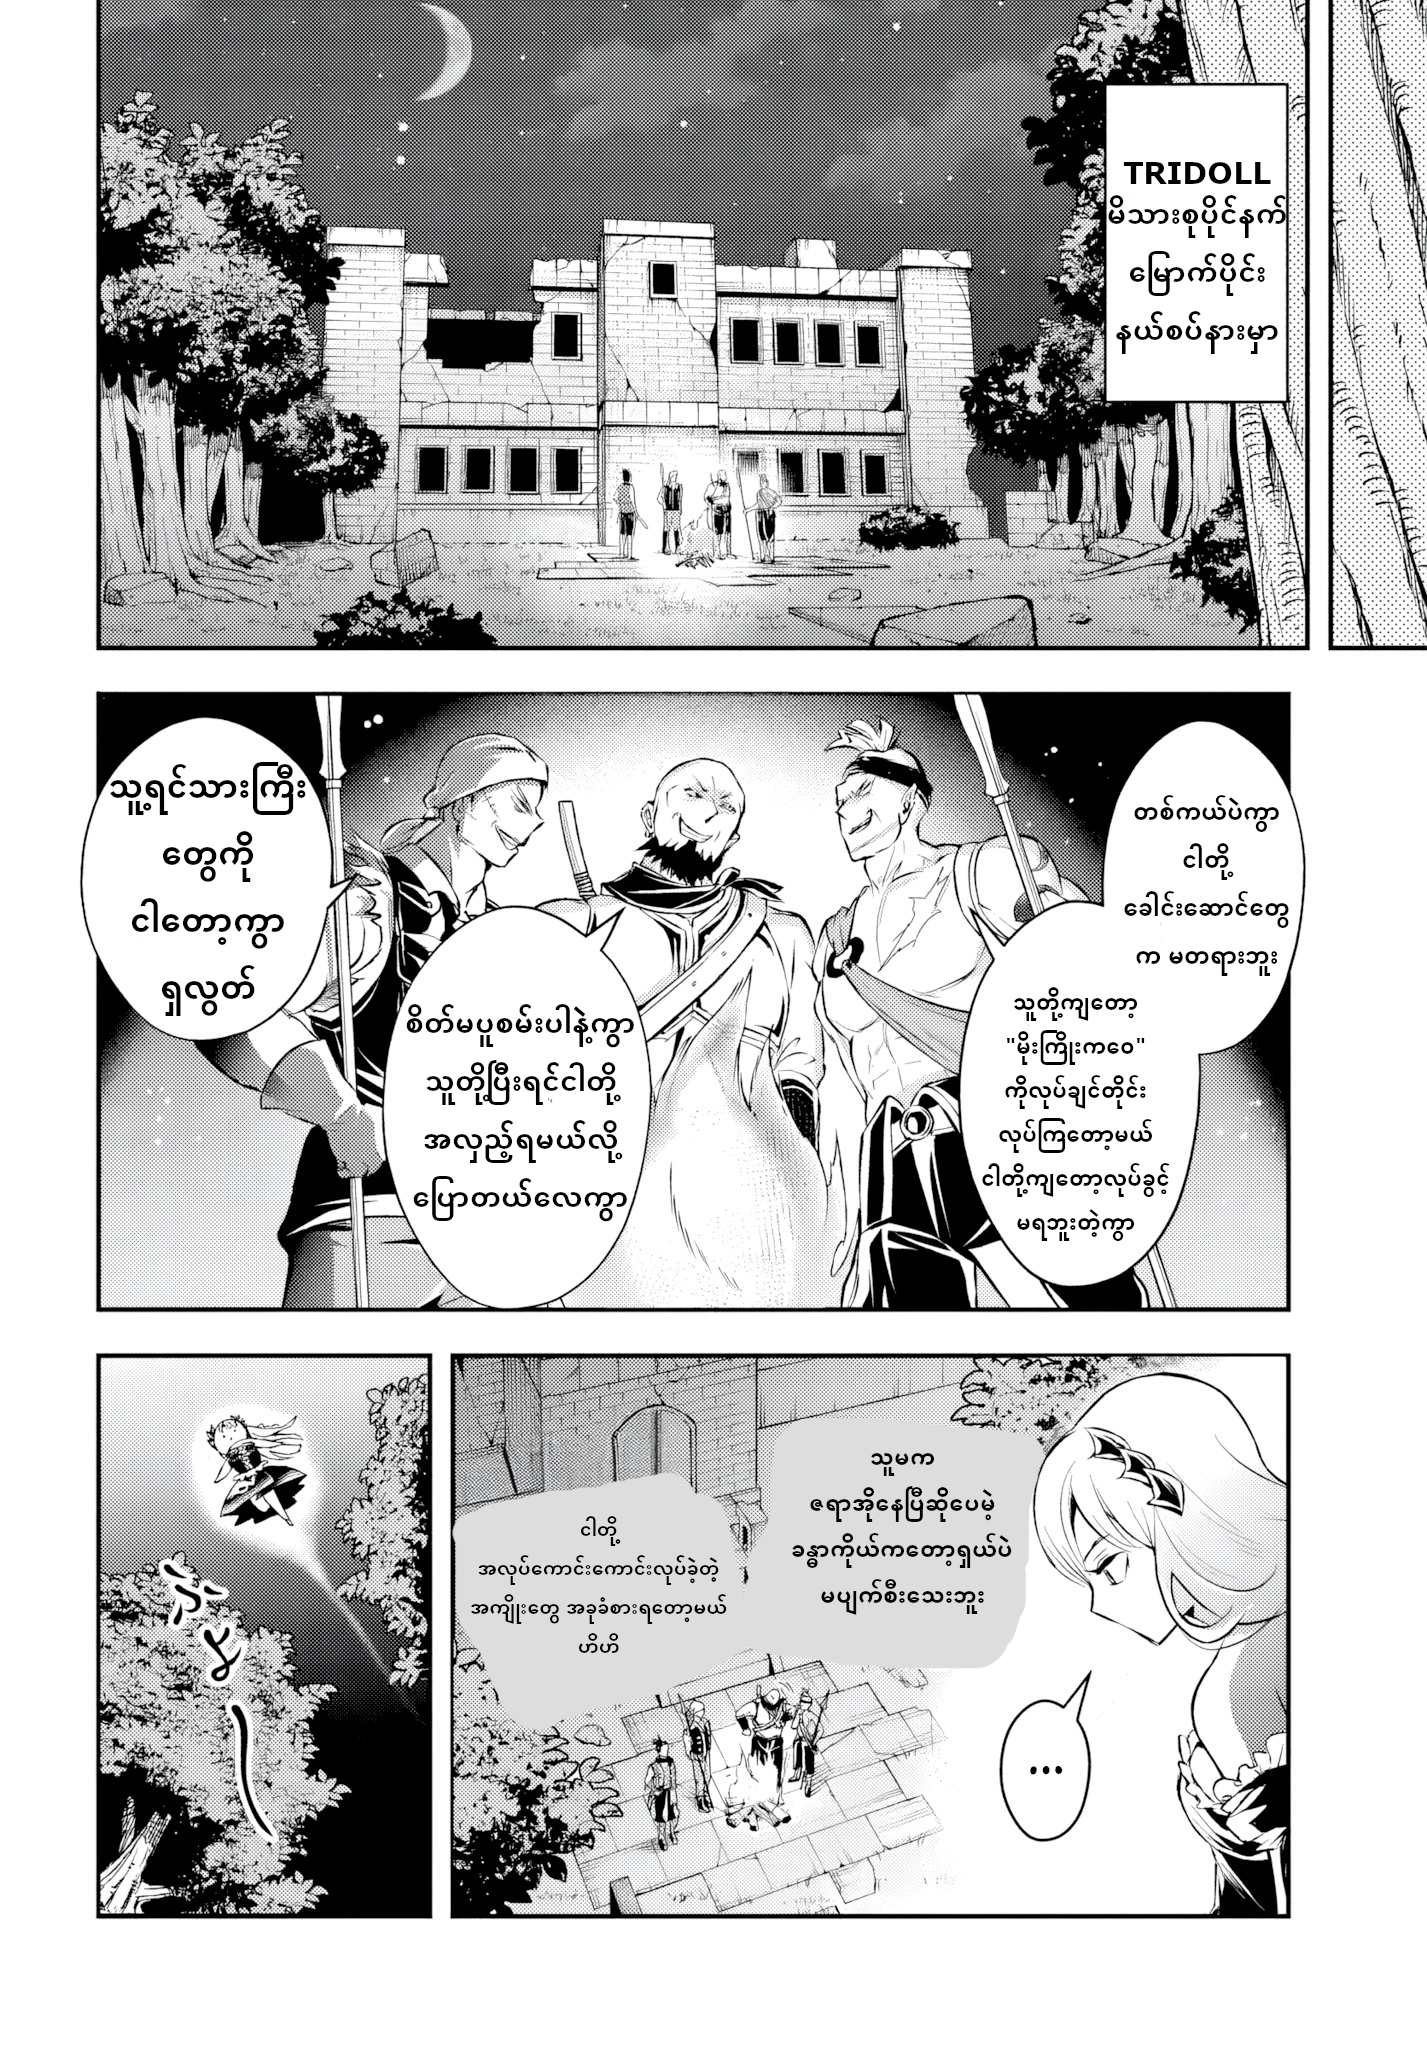 TRIDOLL
မိသားစုပိုင်နက်
မြောက်ပိုင်း
နယ်စပ်နားမှာ
တစ်ကယ်ပဲကွာ
ငါတို့
ခေါင်းဆောင်တွေ
က မတရားဘူး
သူတို့ကျတော့
"မိုးကြိုးကဝေ"
ကိုလုပ်ချင်တိုင်း
လုပ်ကြတော့မယ်
ငါတို့ကျတော့လုပ်ခွင့်
မရဘူးတဲ့ကွာ
စိတ်မပူစမ်းပါနဲ့ကွာ
သူတို့ပြီးရင်ငါတို့
အလှည့်ရမယ်လို့
ပြောတယ်လေကွာ
သူ့ရင်သားကြီး
တွေကို
ငါတော့ကွာ
ရှလွတ်
သူမက
ဇရာအိုနေပြီဆိုပေမဲ့
ခန္ဓာကိုယ်ကတော့ရှယ်ပဲ
မပျက်စီးသေးဘူး
ငါတို့
အလုပ်ကောင်းကောင်းလုပ်ခဲ့တဲ့
အကျိုးတွေ အခုခံစားရတော့မယ်
ဟိဟိ
...
ふよー